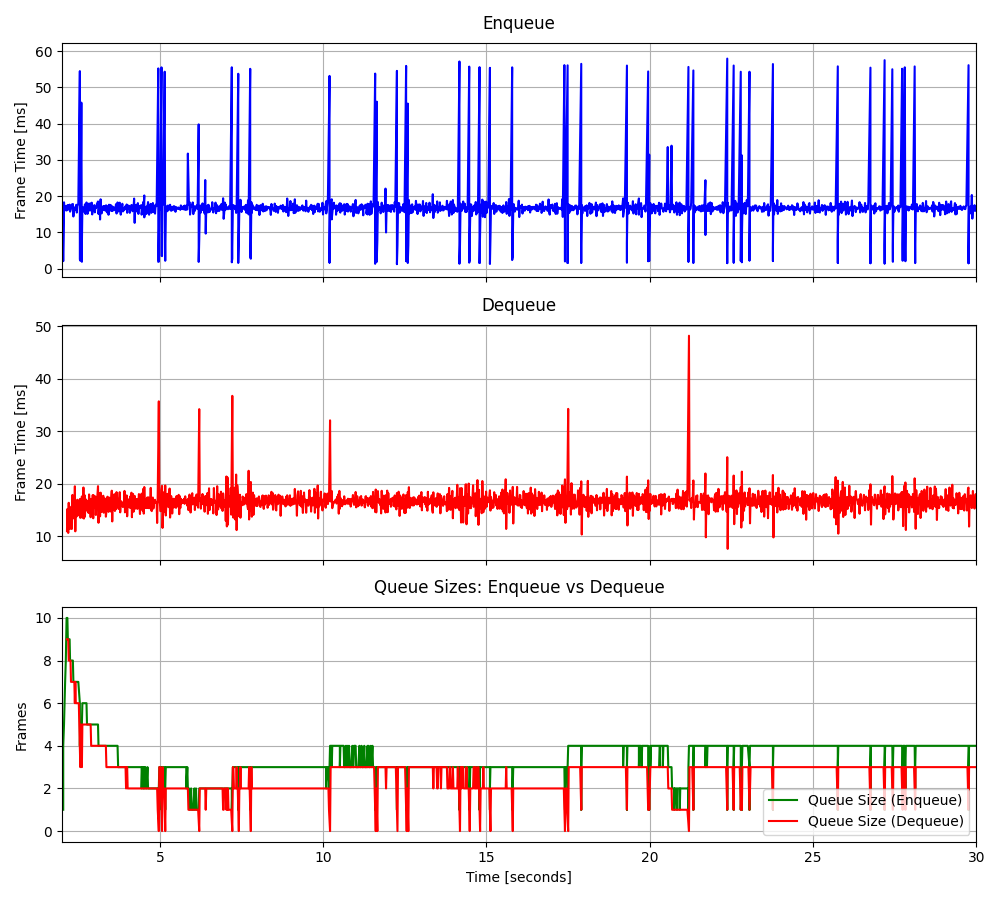 Enqueue
Frame Time [ms]
60
50
40
30
20
10
0
Dequeue
Frame Time [ms]
50
40
30
20
10
Queue Sizes: Enqueue vs Dequeue
Frames
10
8
6
4
2
0
Queue Size (Enqueue)
Queue Size (Dequeue)
5 10 15 20 25 30
Time [seconds]